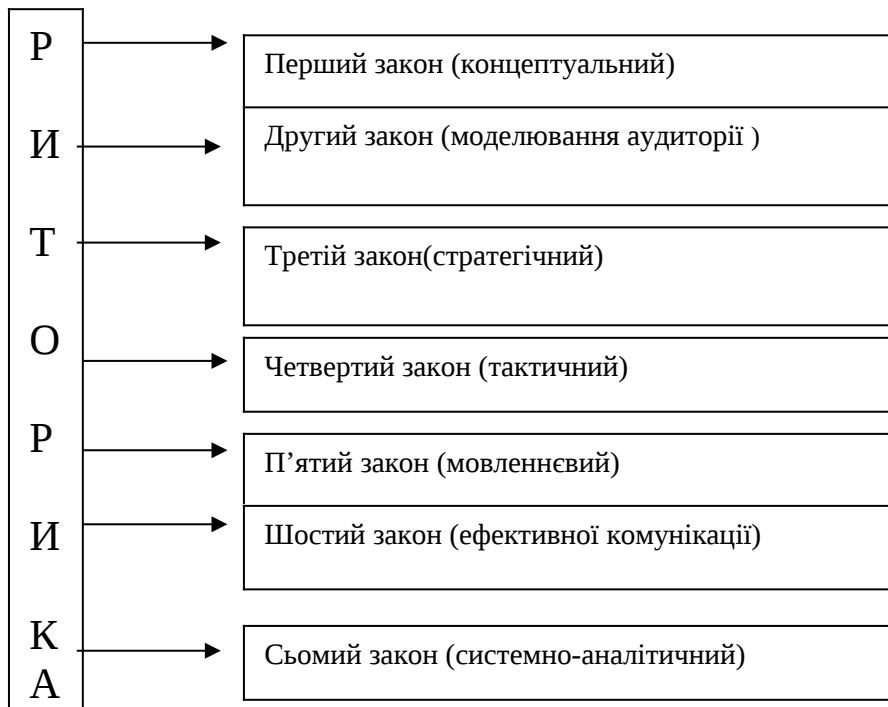 РИТОРИКА
Перший закон (концептуальний)
Другий закон (моделювання аудиторії )
Третій закон(стратегічний)
Четвертий закон (тактичний)
П’ятий закон (мовленнєвий)
Шостий закон (ефективної комунікації)
Сьомий закон (системно-аналітичний)